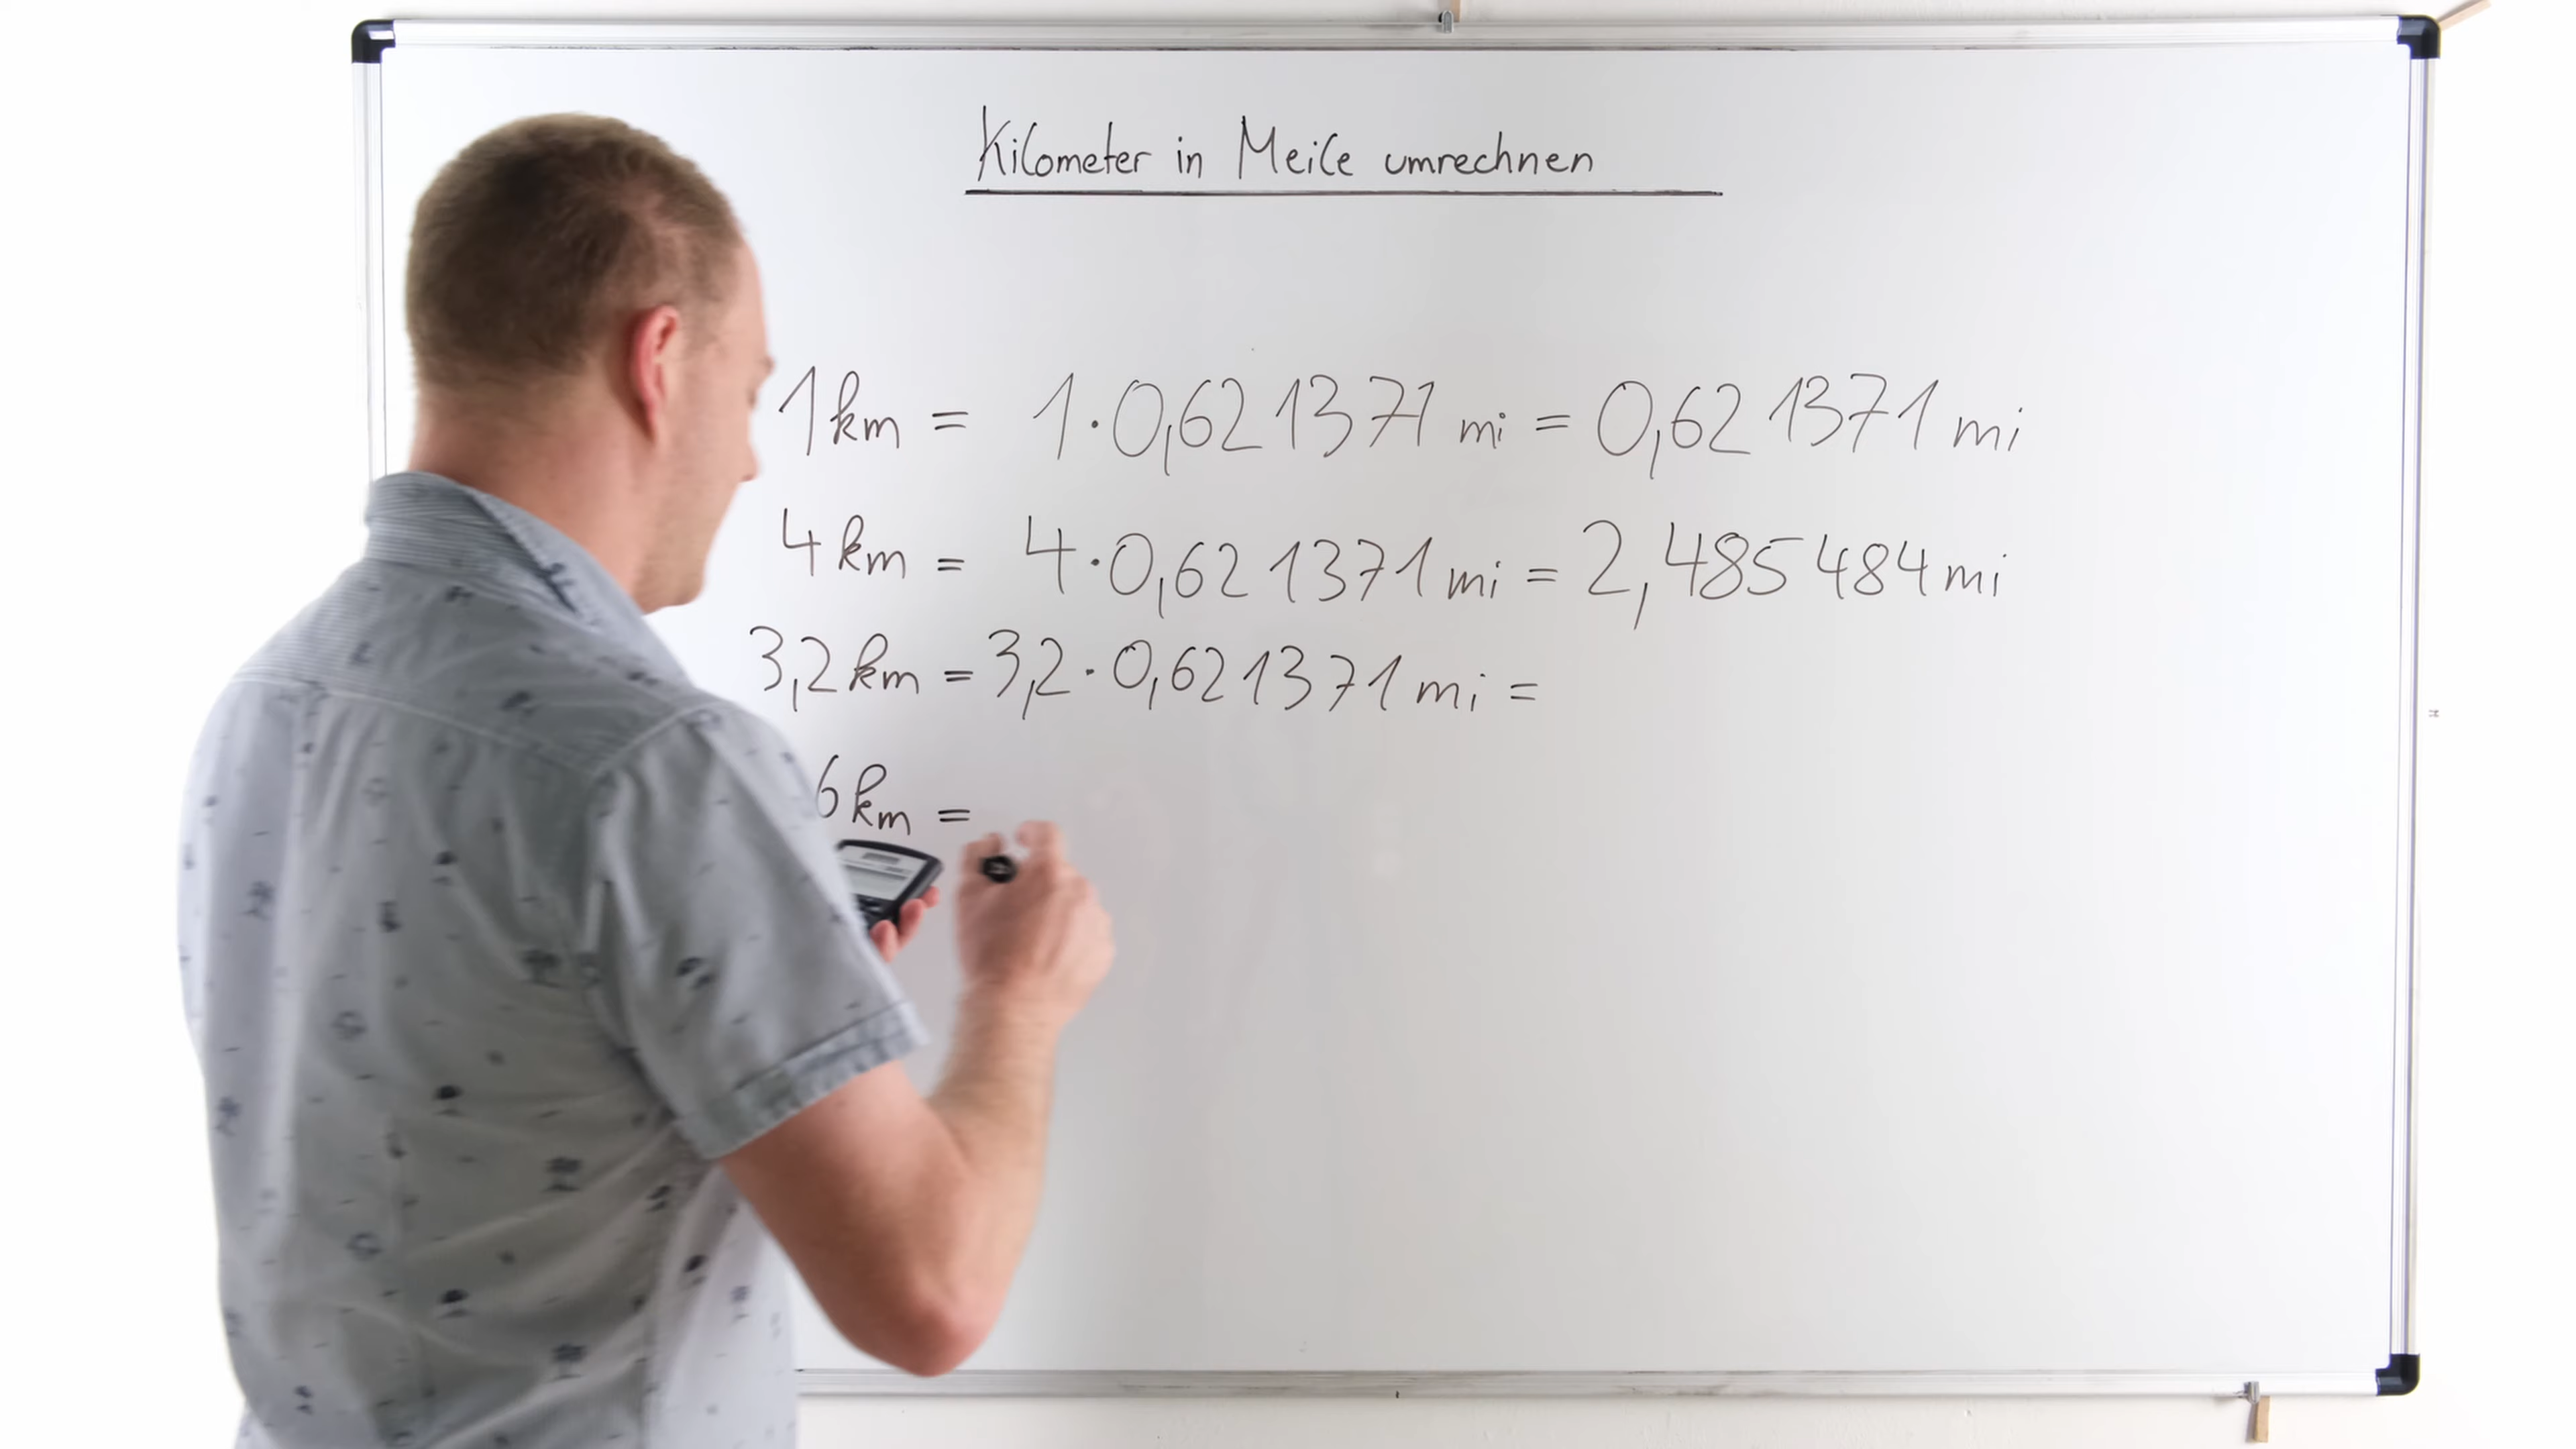 Kilometer in Meile umrechnen
1 km = 1 · 0,621371 mi = 0,621371 mi
4 km = 4 · 0,621371 mi = 2,485484 mi
3,2 km = 3,2 · 0,621371 mi =
6 km =